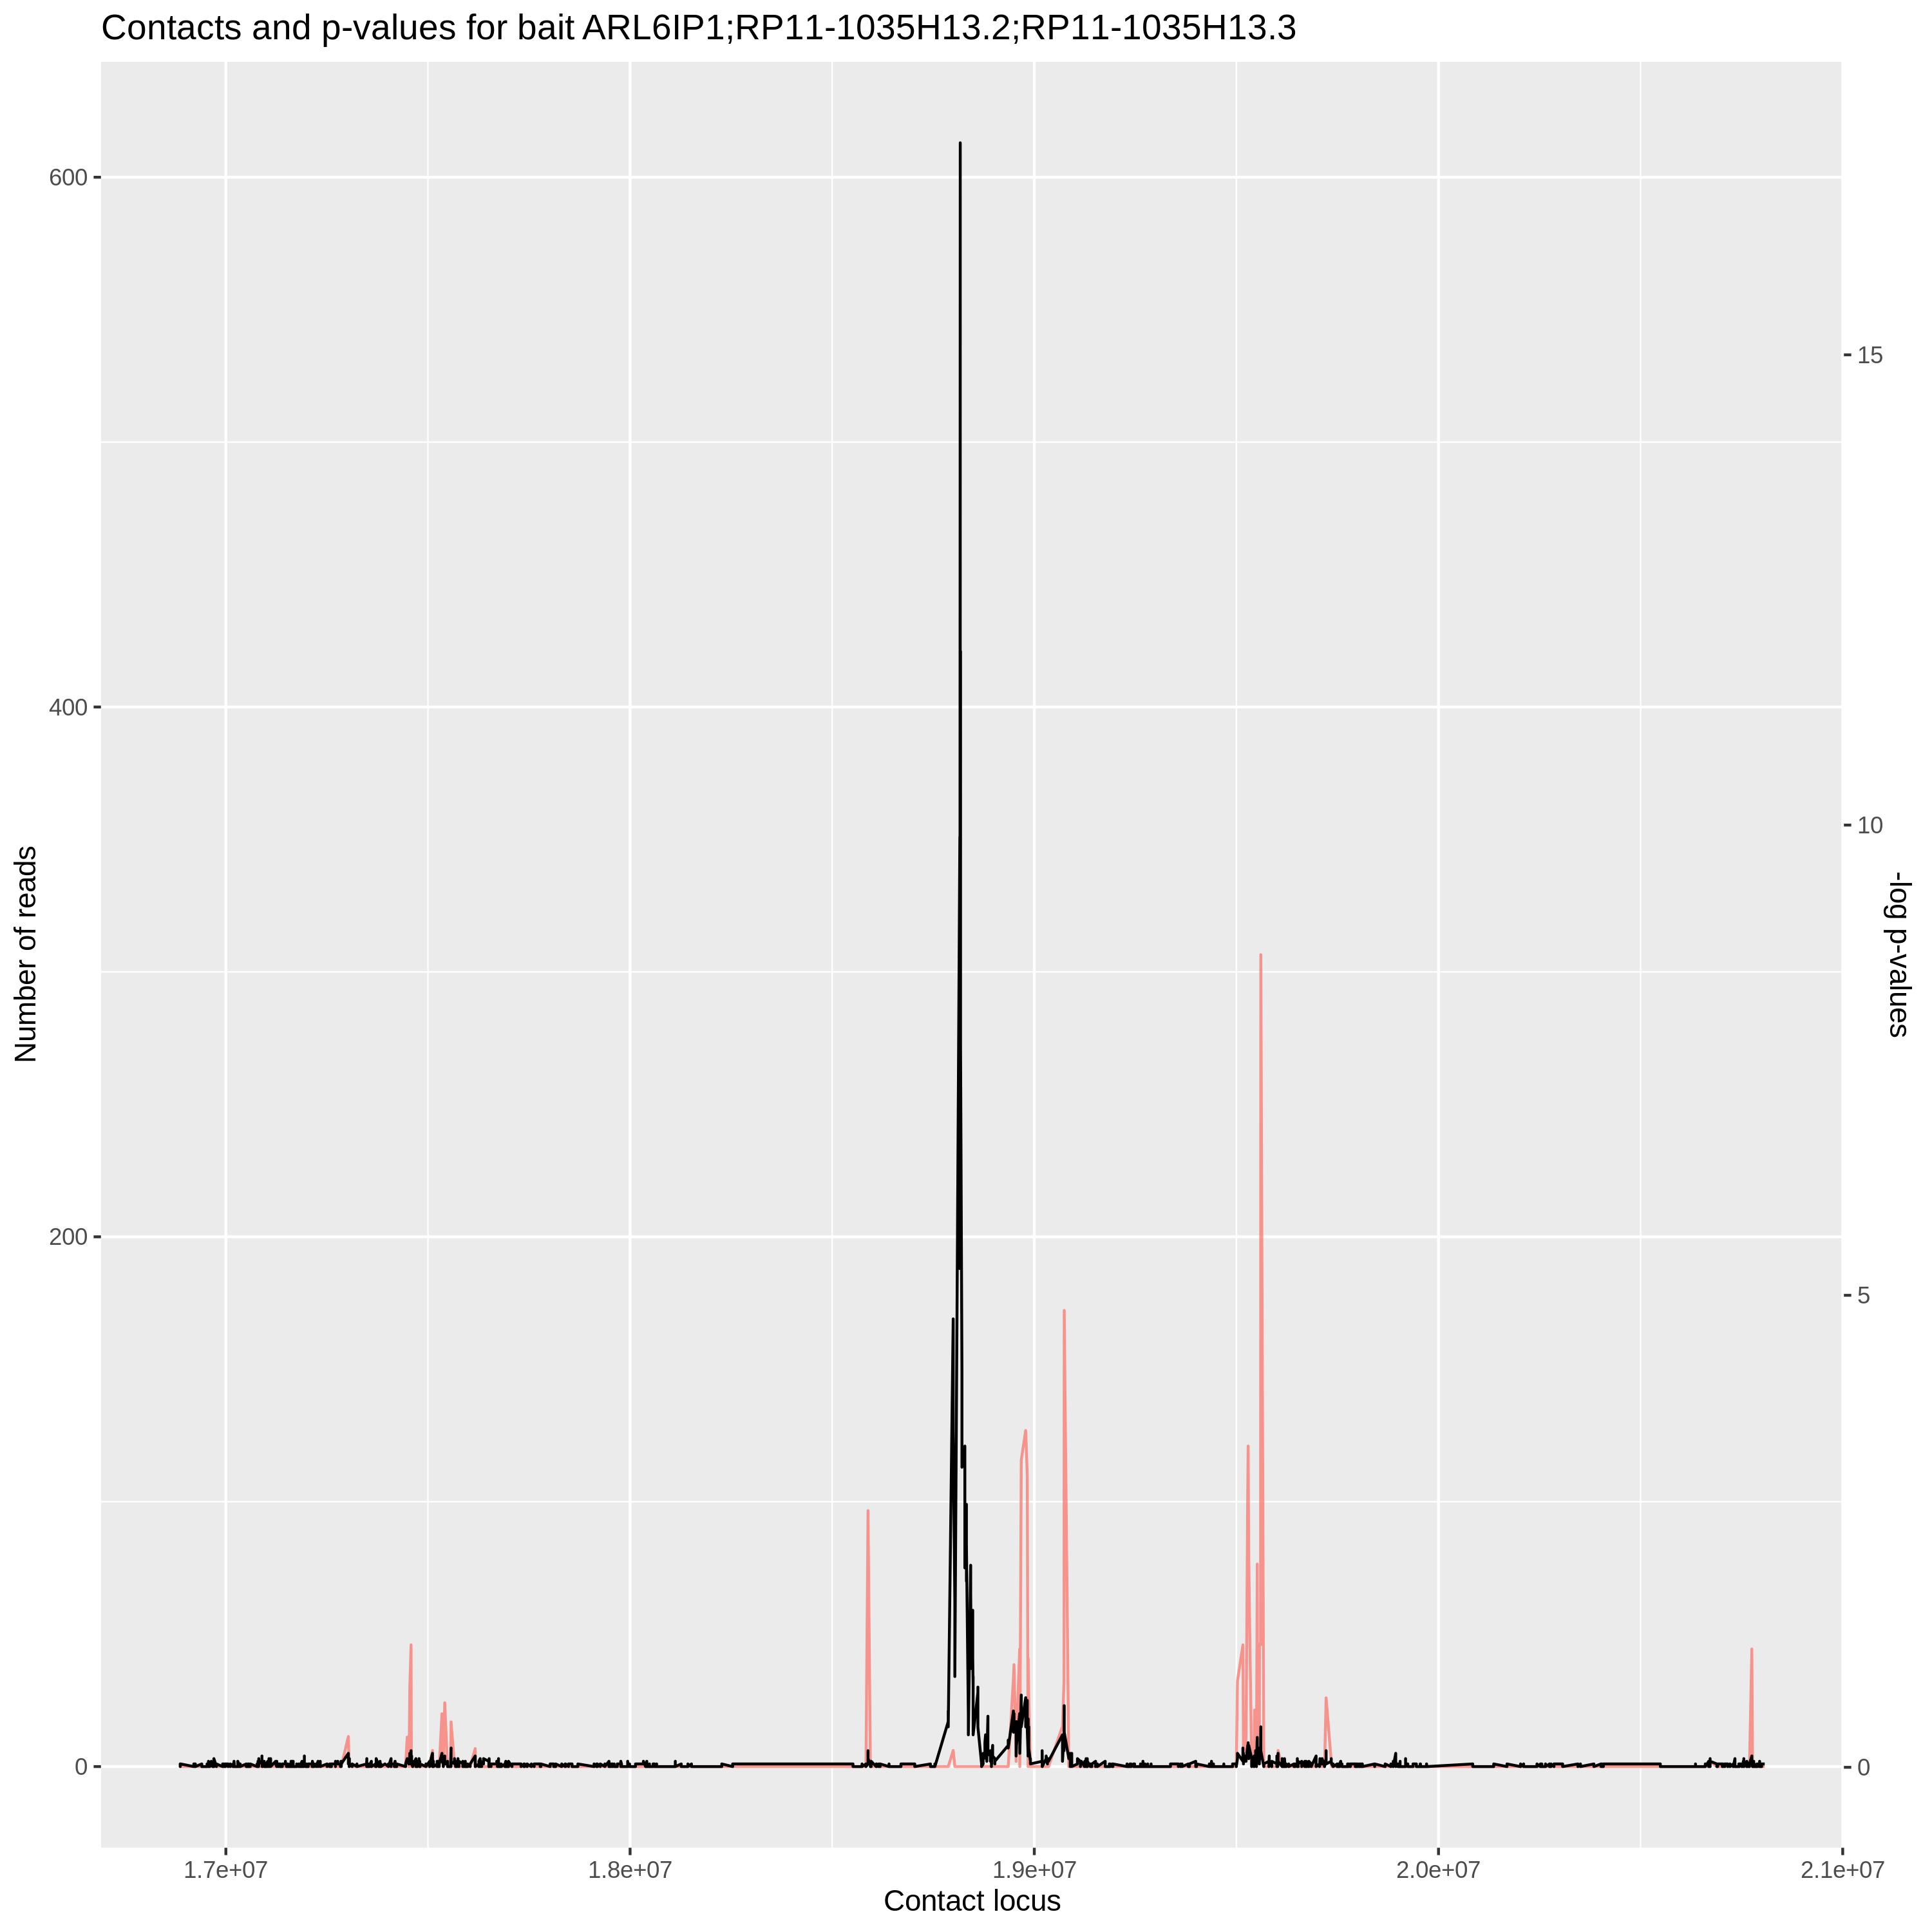 Contacts and p-values for bait ARL6IP1;RP11-1035H13.2;RP11-1035H13.3
600
400
200
0
Number of reads
15
10
5
0
-log p-values
1.7e+07 1.8e+07 1.9e+07 2.0e+07 2.1e+07
Contact locus